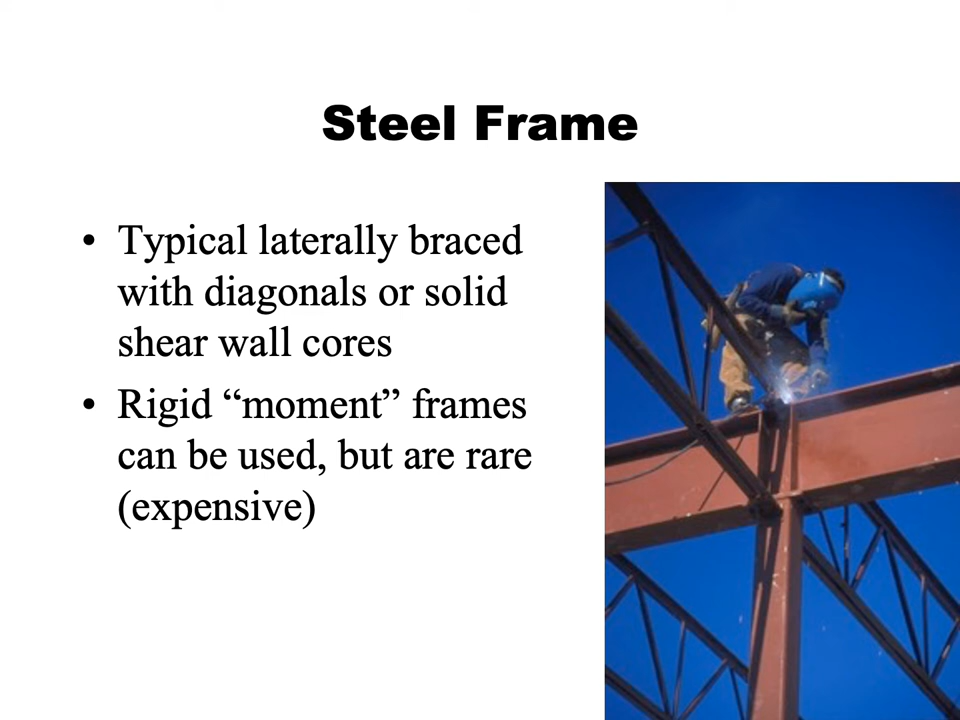 Steel Frame
• Typical laterally braced
with diagonals or solid
shear wall cores
• Rigid “moment” frames
can be used, but are rare
(expensive)